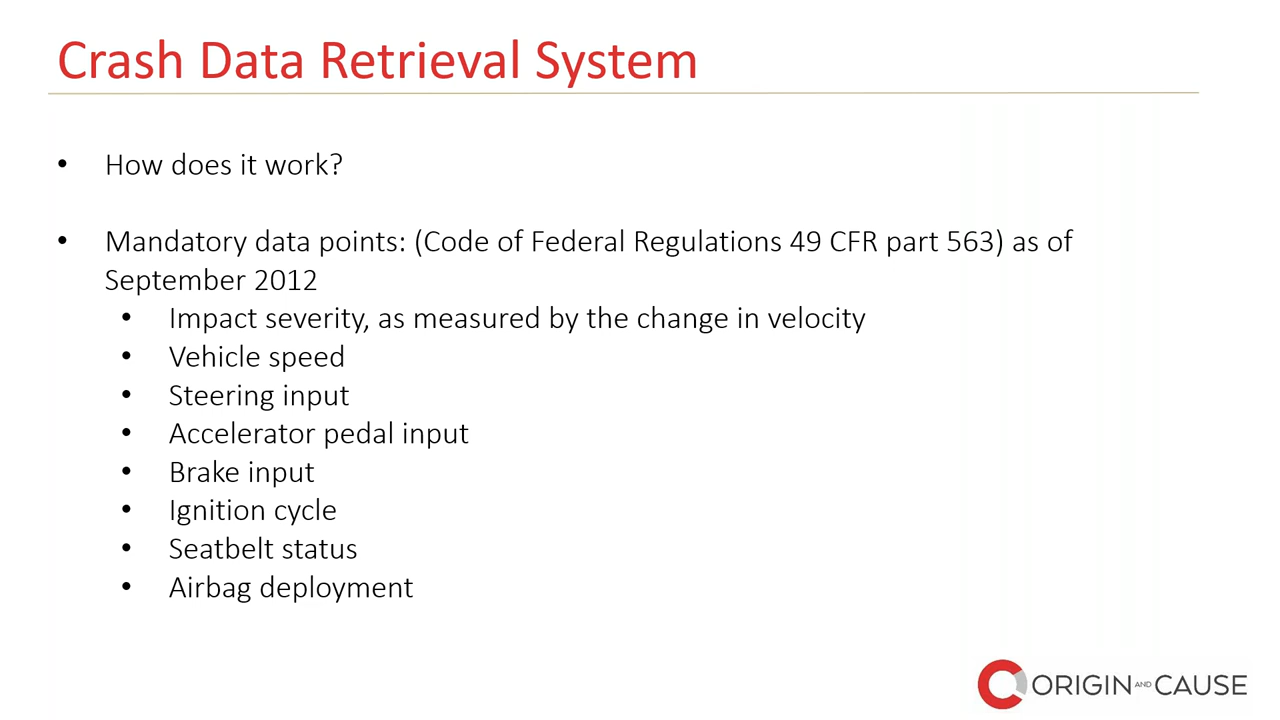 Crash Data Retrieval System
• How does it work?
• Mandatory data points: (Code of Federal Regulations 49 CFR part 563) as of
September 2012
• Impact severity, as measured by the change in velocity
• Vehicle speed
• Steering input
• Accelerator pedal input
• Brake input
• Ignition cycle
• Seatbelt status
• Airbag deployment
ORIGIN AND CAUSE